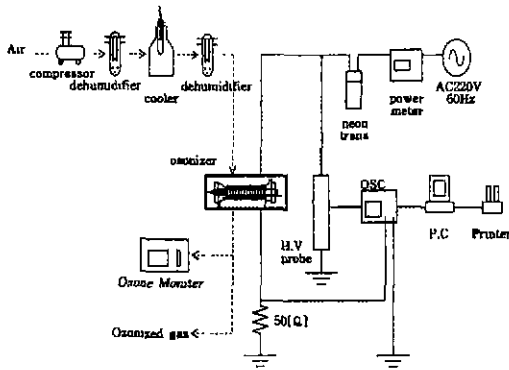 Air
compressor
dehumidifier
cooler
dehumidifier
neon
trans
power
meter
AC220V
60Hz
ozonizer
OSC
H.V
probe
P.C
Printer
Ozone Moniter
Ozonized gas
50[Ω]